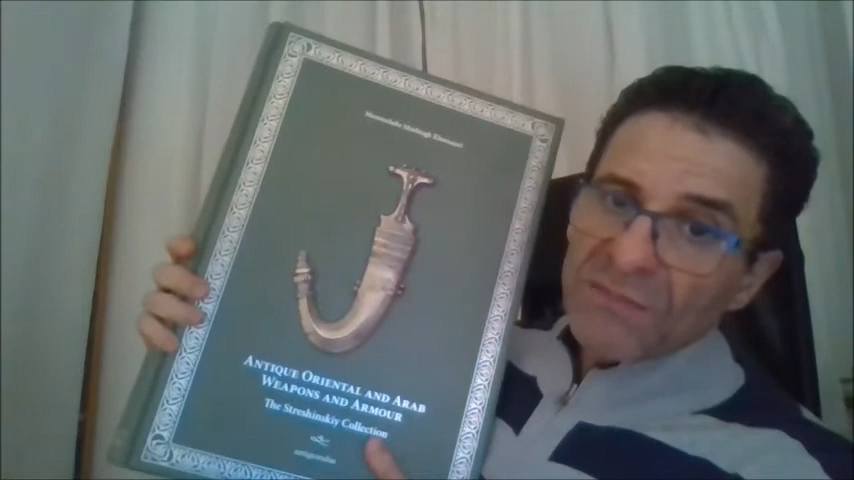 ANTIQUE ORIENTAL AND ARAB
WEAPONS AND ARMOUR
The Streshinskiy Collection